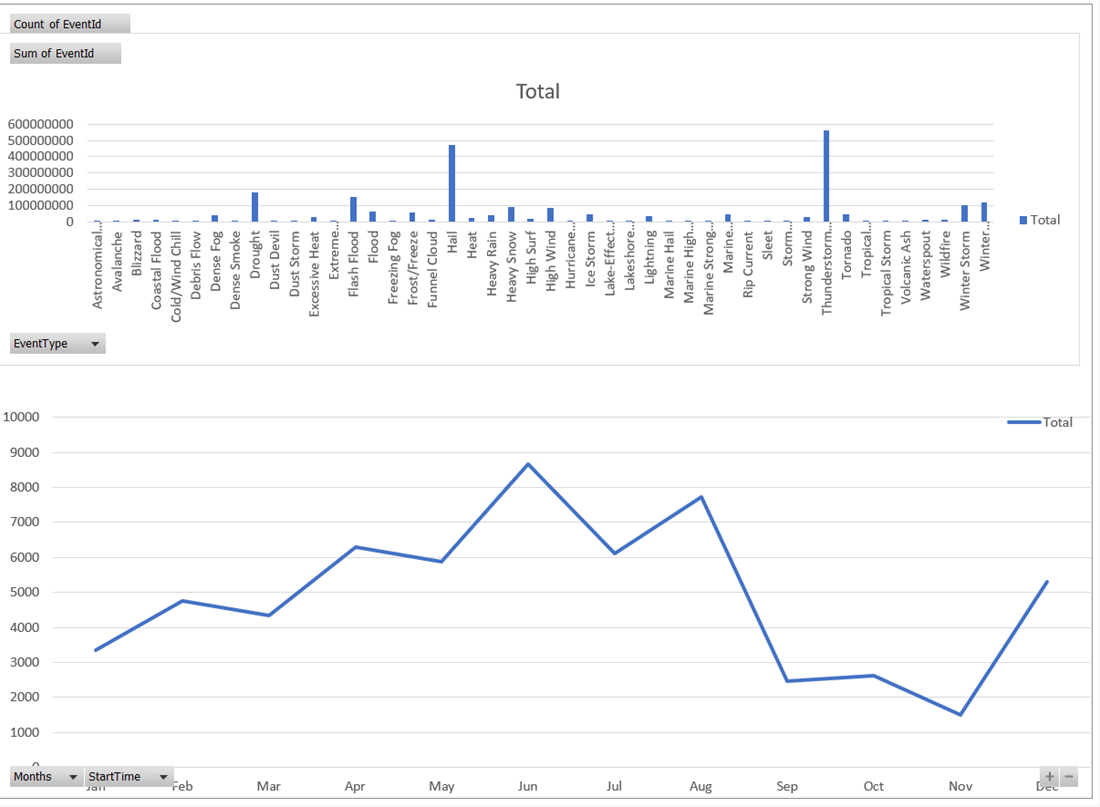 Count of EventId
Sum of EventId
Total
600000000
500000000
400000000
300000000
200000000
100000000
0
Total
Astronomical...
Avalanche
Blizzard
Coastal Flood
Cold/Wind Chill
Debris Flow
Dense Fog
Dense Smoke
Drought
Dust Devil
Dust Storm
Excessive Heat
Extreme...
Flash Flood
Flood
Freezing Fog
Frost/Freeze
Funnel Cloud
Hail
Heat
Heavy Rain
Heavy Snow
High Surf
High Wind
Hurricane...
Ice Storm
Lake-Effect...
Lakeshore...
Lightning
Marine Hail
Marine High...
Marine Strong...
Marine...
Rip Current
Sleet
Storm...
Strong Wind
Thunderstorm...
Tornado
Tropical...
Tropical Storm
Volcanic Ash
Waterspout
Wildfire
Winter Storm
Winter...
EventType
10000
Total
9000
8000
7000
6000
5000
4000
3000
2000
1000
0
Months StartTime + −
Jan Feb Mar Apr May Jun Jul Aug Sep Oct Nov Dec